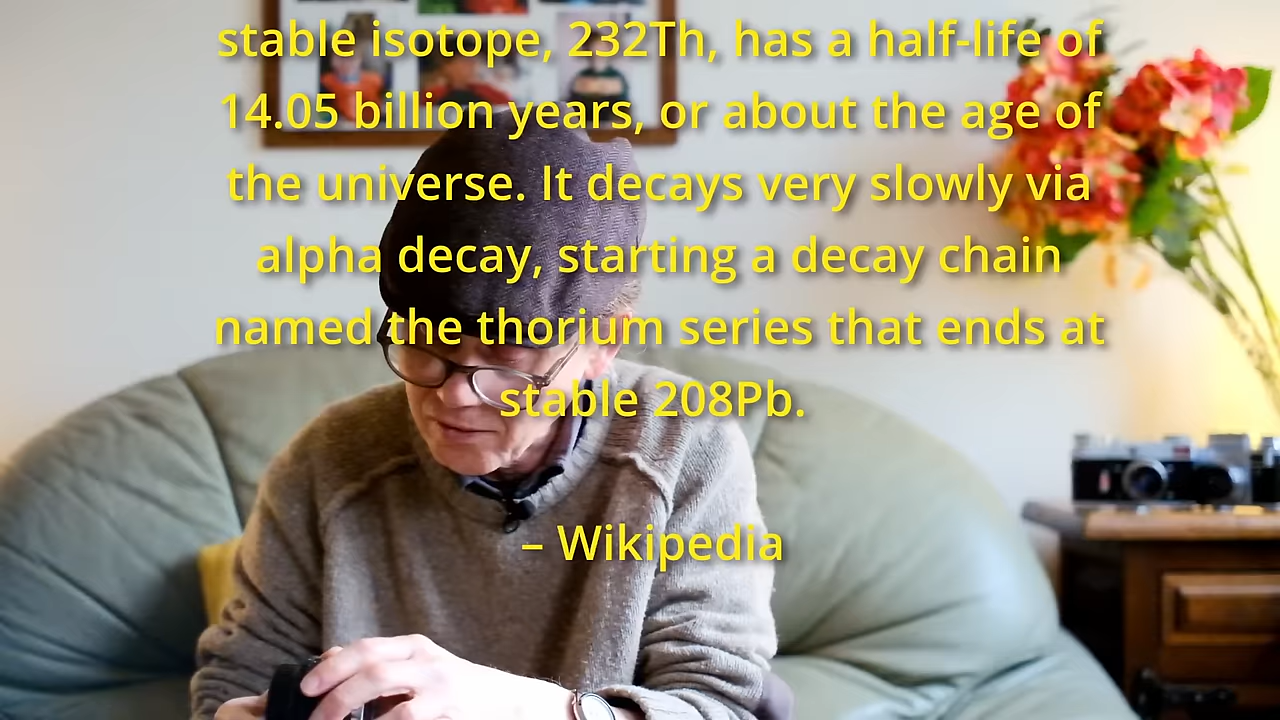 stable isotope, 232Th, has a half-life of
14.05 billion years, or about the age of
the universe. It decays very slowly via
alpha decay, starting a decay chain
named the thorium series that ends at
stable 208Pb.
– Wikipedia